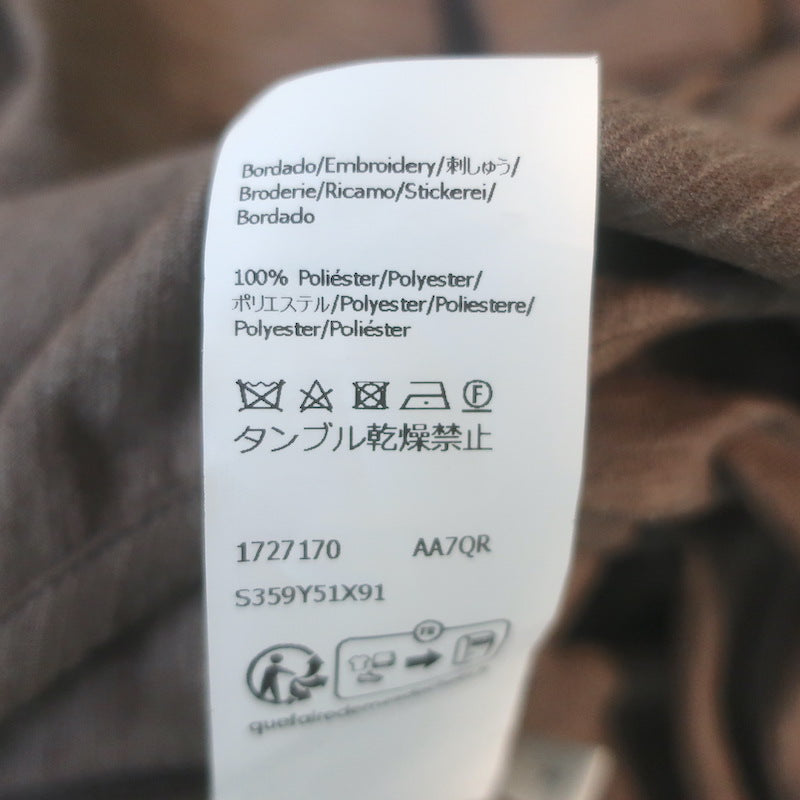 Bordado/Embroidery/刺しゅう/
Broderie/Ricamo/Stickerei/
Bordado
100% Poliéster/Polyester/
ポリエステル/Polyester/Poliestere/
Polyester/Poliéster
F
タンブル乾燥禁止
1727170 AA7QR
S359Y51X91
FR